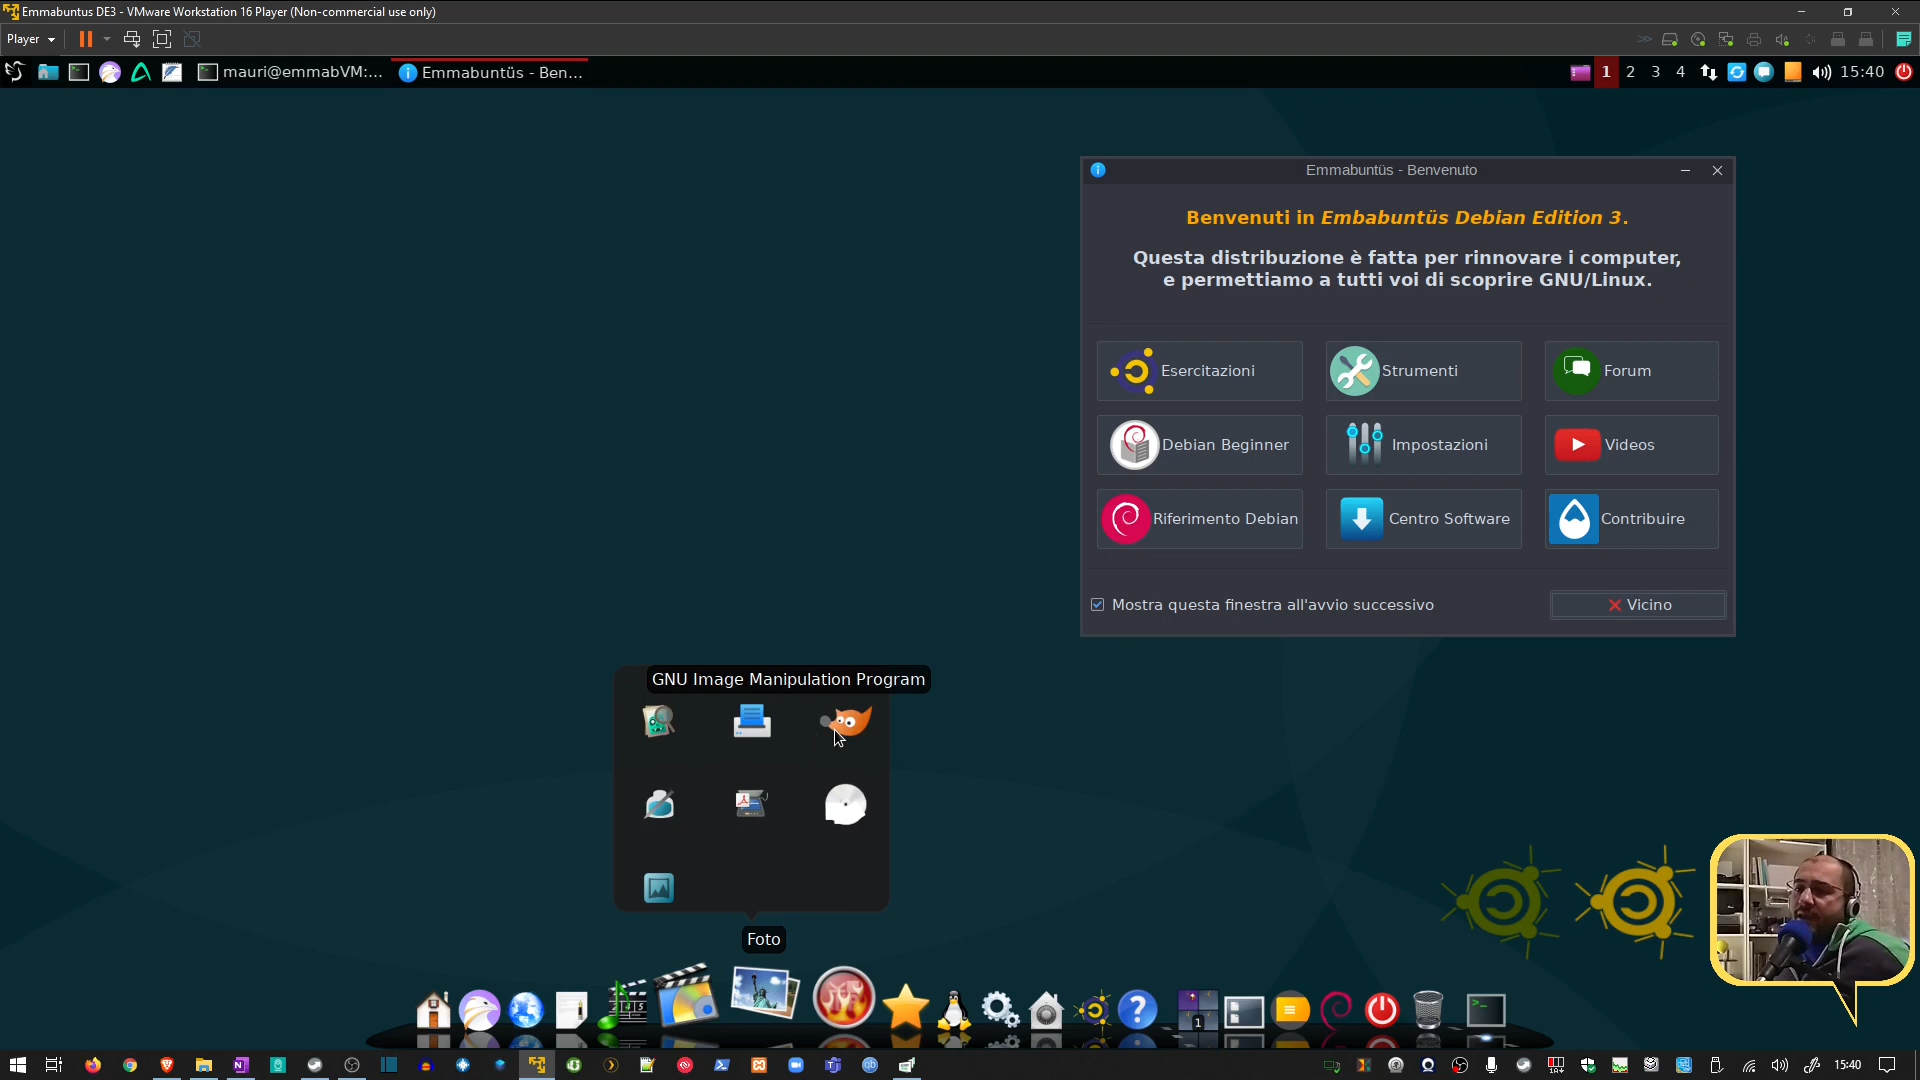 Emmabuntus DE3 - VMware Workstation 16 Player (Non-commercial use only)
Player
mauri@emmabVM:...
Emmabuntüs - Ben...
1 2 3 4
15:40
Emmabuntüs - Benvenuto
Benvenuti in Embabuntüs Debian Edition 3.
Questa distribuzione è fatta per rinnovare i computer,
e permettiamo a tutti voi di scoprire GNU/Linux.
Esercitazioni
Strumenti
Forum
Debian Beginner
Impostazioni
Videos
Riferimento Debian
Centro Software
Contribuire
Mostra questa finestra all'avvio successivo
Vicino
GNU Image Manipulation Program
Foto
1
15:40